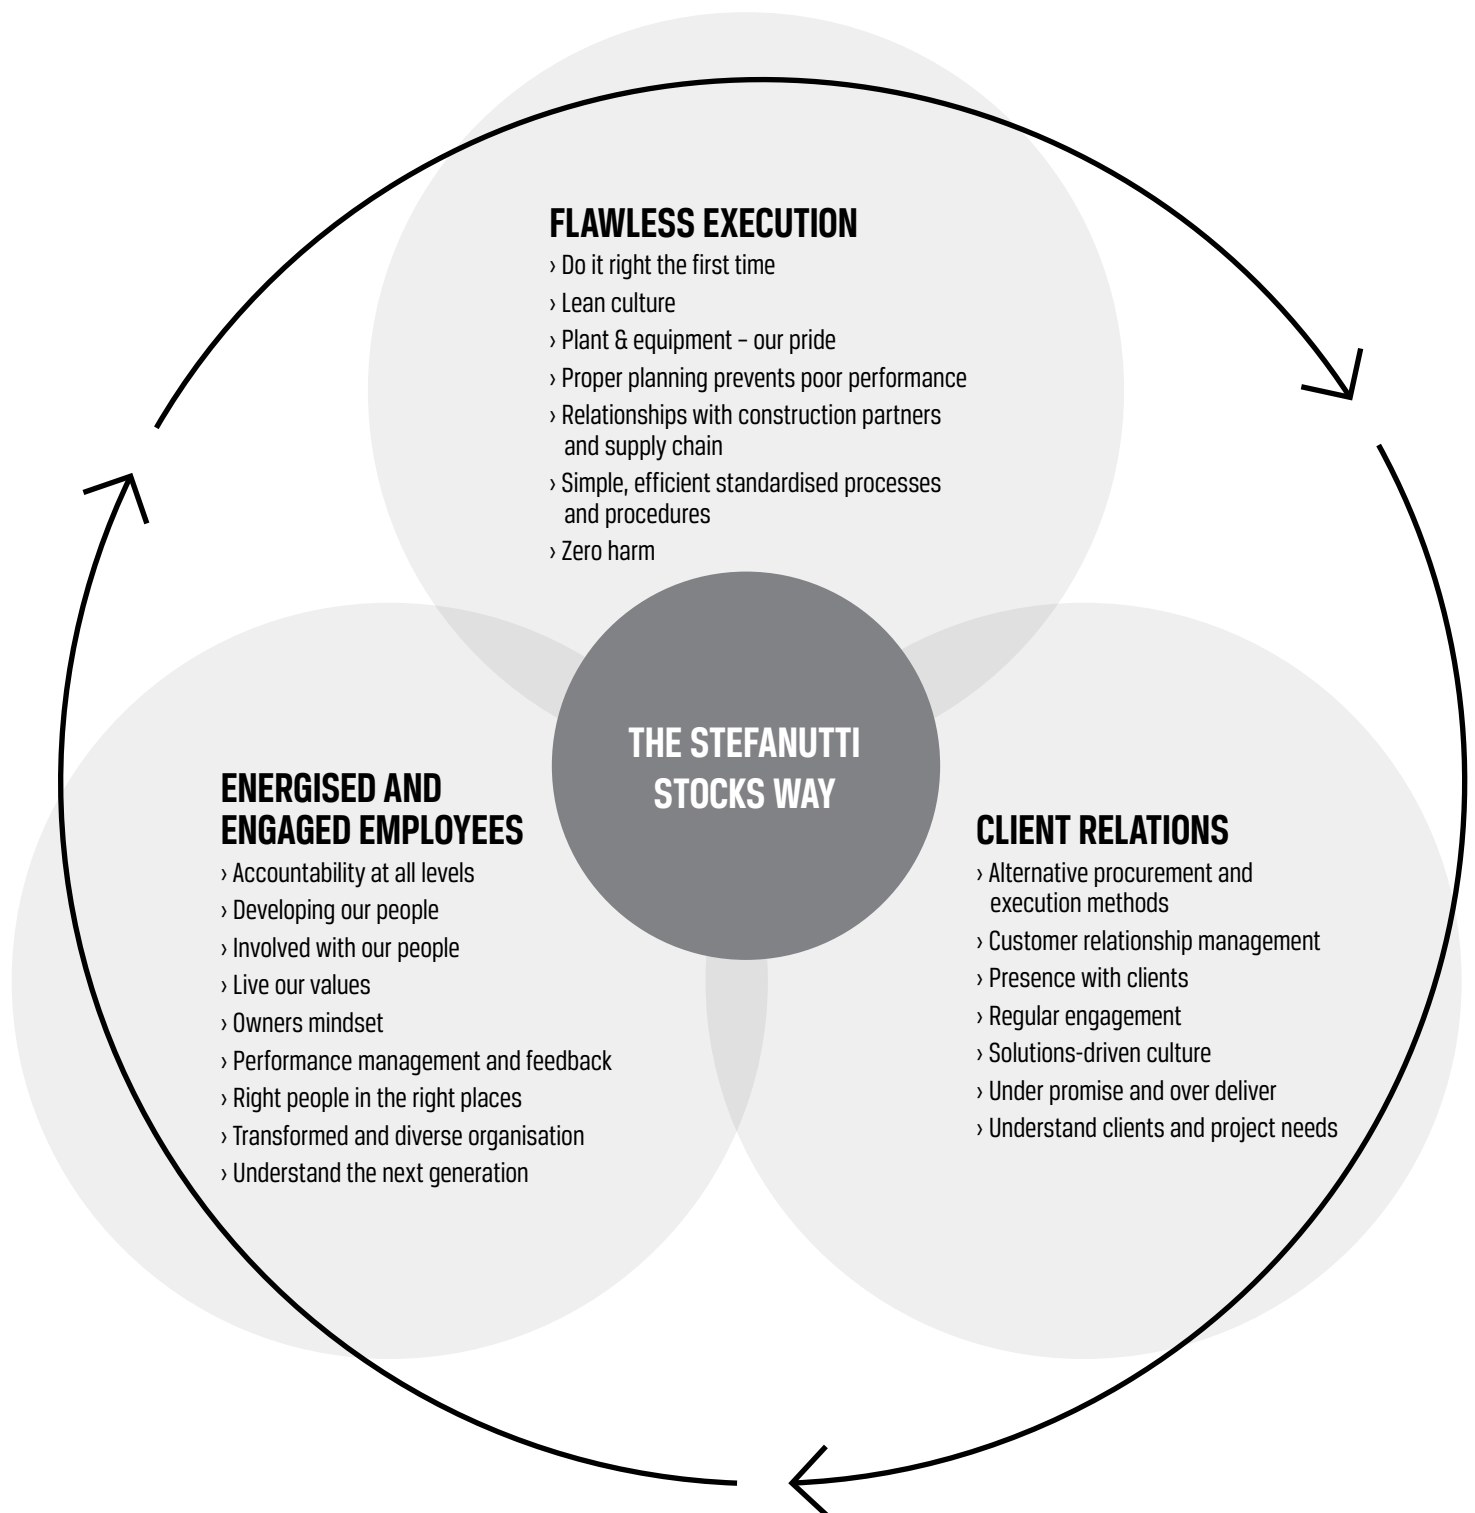 FLAWLESS EXECUTION
› Do it right the first time
› Lean culture
› Plant & equipment – our pride
› Proper planning prevents poor performance
› Relationships with construction partners
and supply chain
› Simple, efficient standardised processes
and procedures
› Zero harm
THE STEFANUTTI
STOCKS WAY
ENERGISED AND
ENGAGED EMPLOYEES
› Accountability at all levels
› Developing our people
› Involved with our people
› Live our values
› Owners mindset
› Performance management and feedback
› Right people in the right places
› Transformed and diverse organisation
› Understand the next generation
CLIENT RELATIONS
› Alternative procurement and
execution methods
› Customer relationship management
› Presence with clients
› Regular engagement
› Solutions-driven culture
› Under promise and over deliver
› Understand clients and project needs